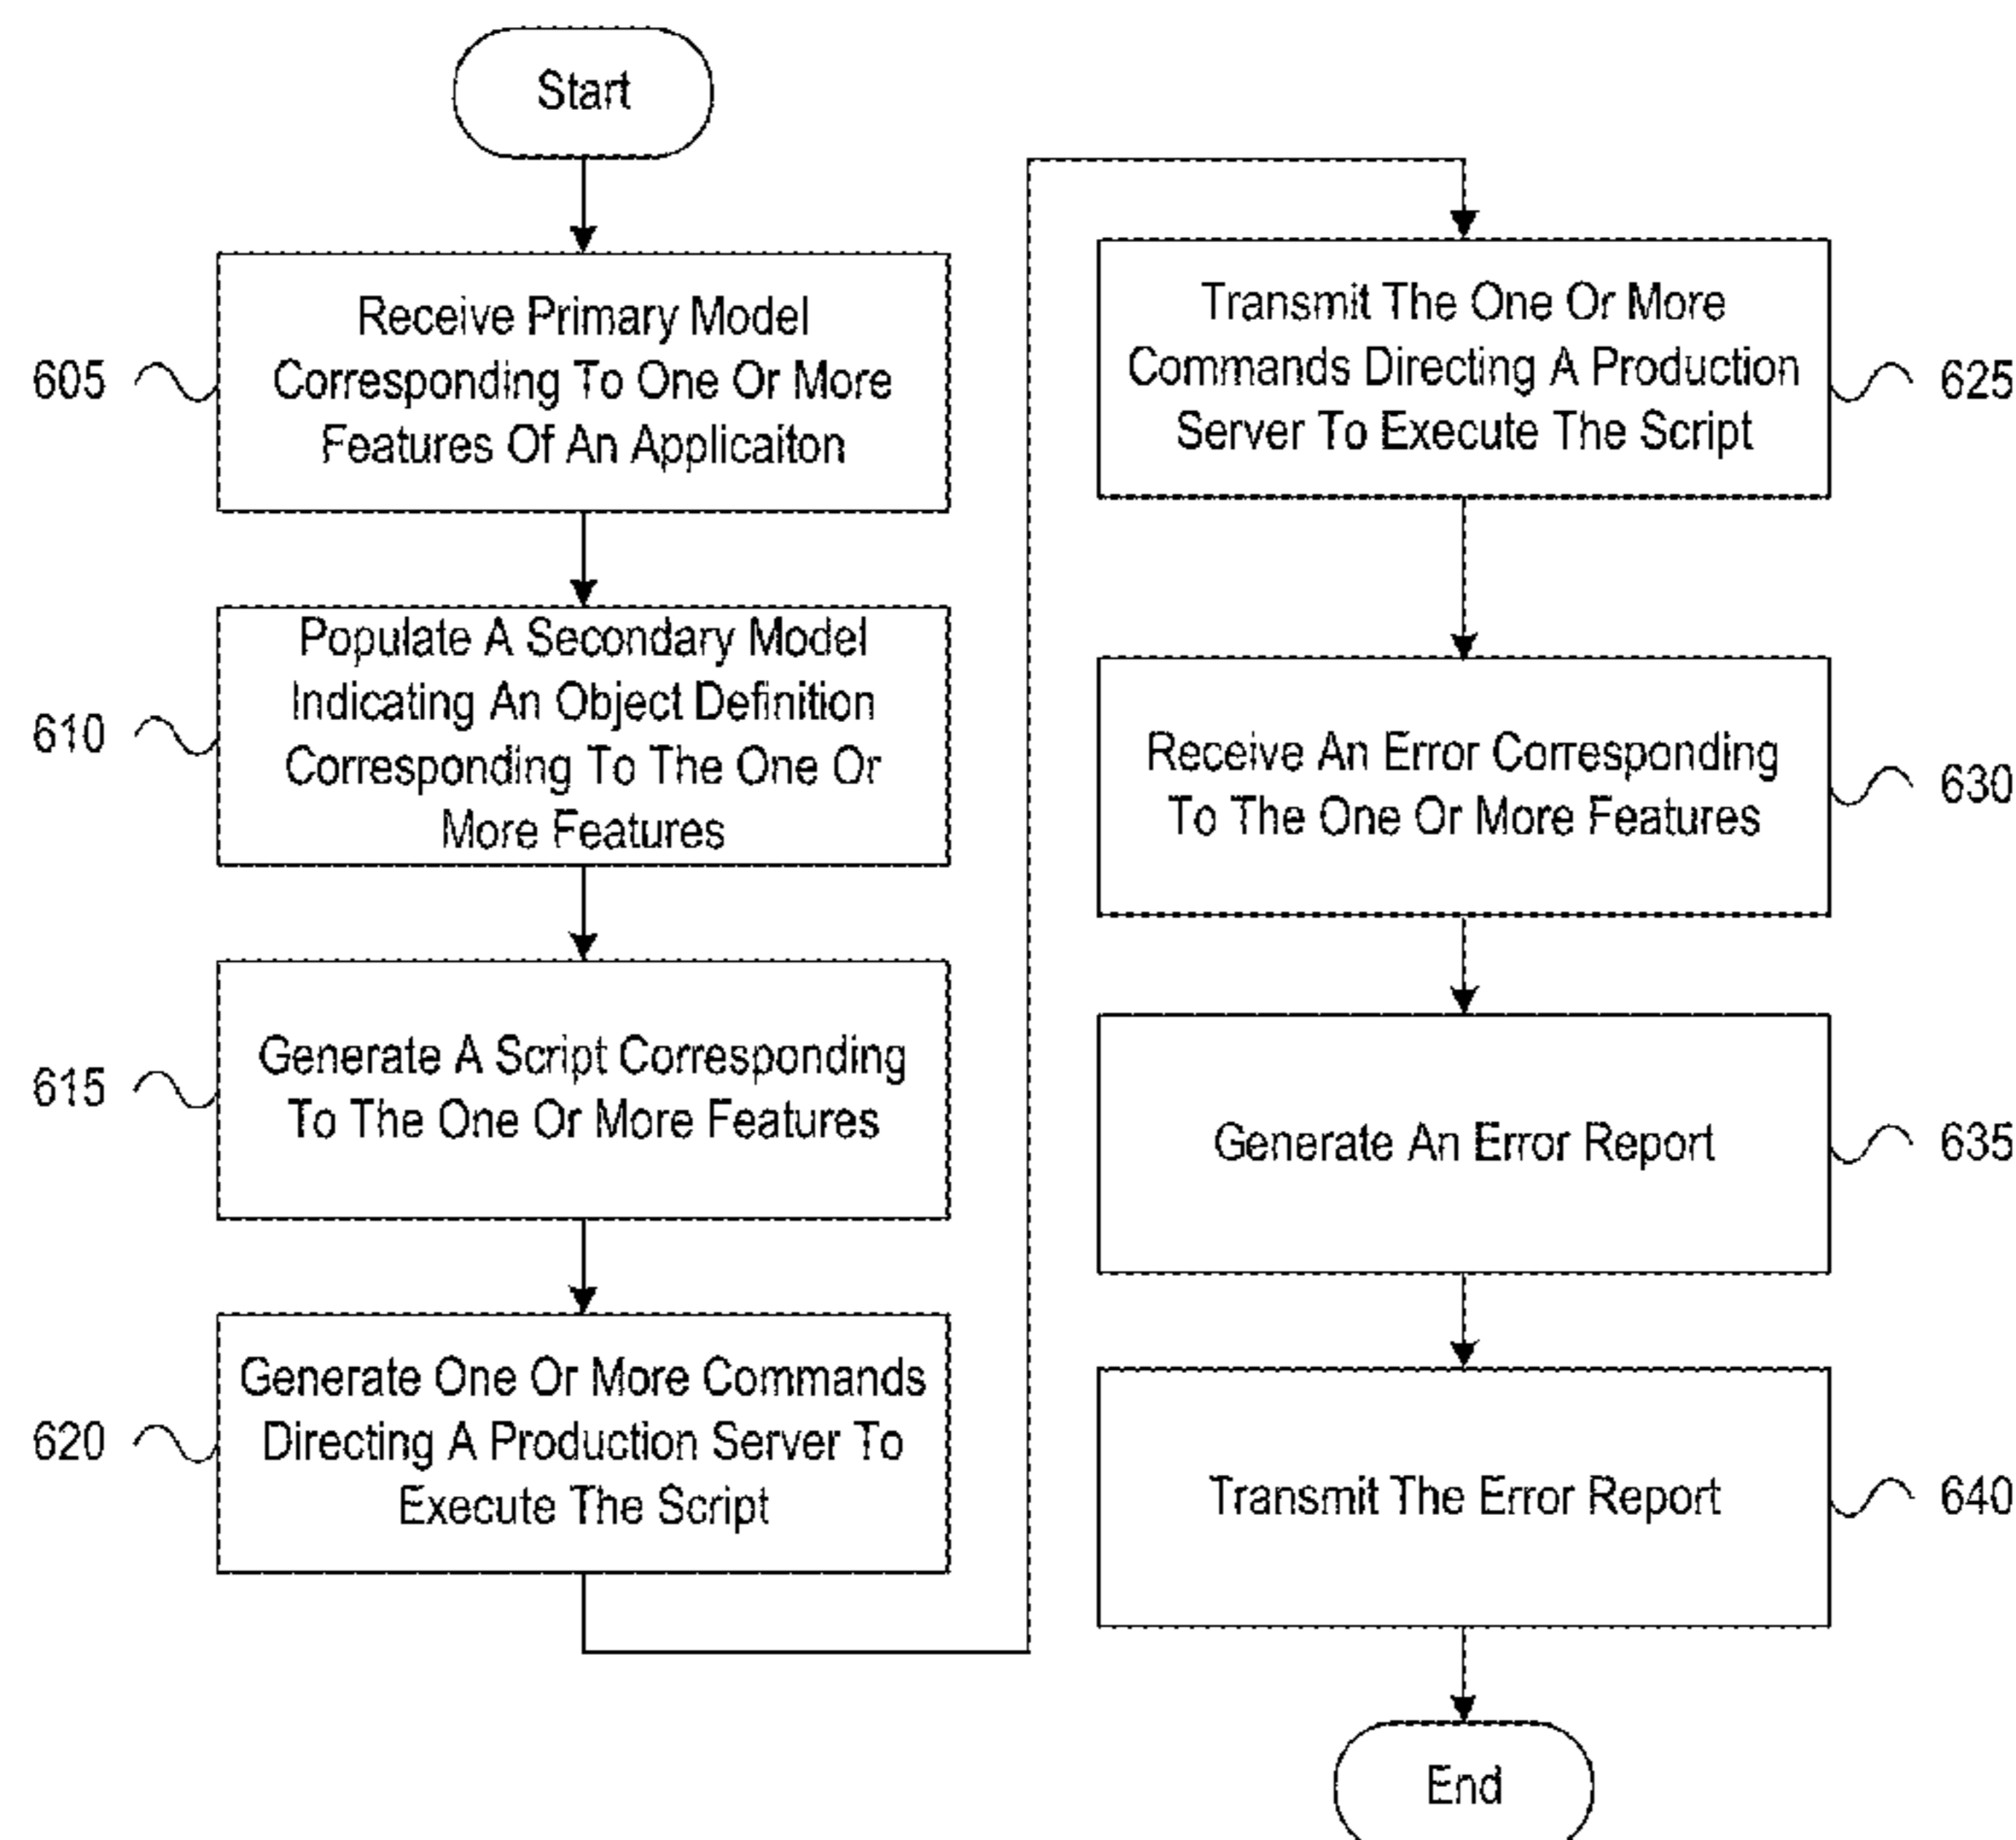 Start
605
Receive Primary Model
Corresponding To One Or More
Features Of An Applicaiton
610
Populate A Secondary Model
Indicating An Object Definition
Corresponding To The One Or
More Features
615
Generate A Script Corresponding
To The One Or More Features
620
Generate One Or More Commands
Directing A Production Server To
Execute The Script
Transmit The One Or More
Commands Directing A Production
Server To Execute The Script
625
Receive An Error Corresponding
To The One Or More Features
630
Generate An Error Report
635
Transmit The Error Report
640
End